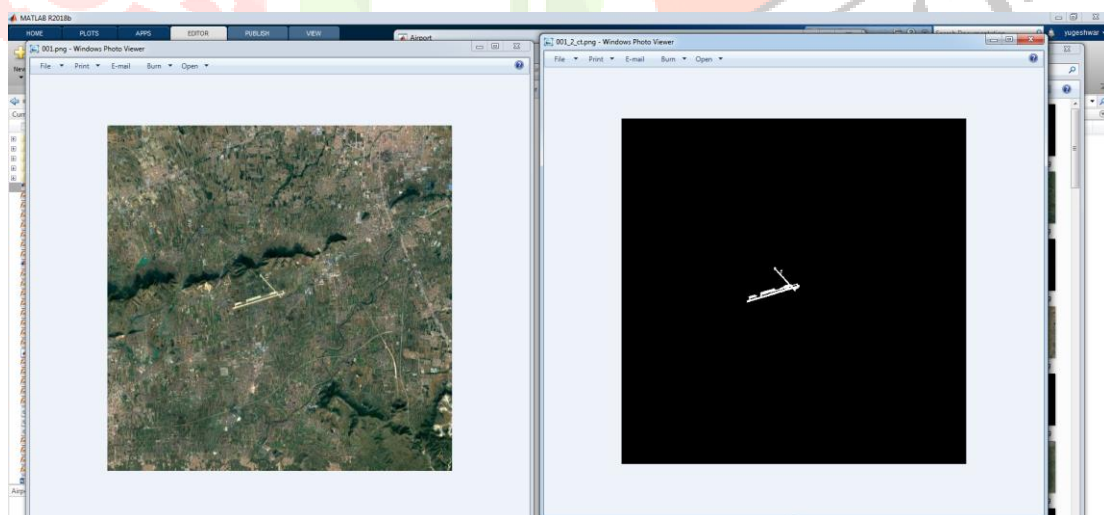 MATLAB R2018b
HOME PLOTS APPS EDITOR PUBLISH VIEW
Airport
yugeshwar
001.png - Windows Photo Viewer
File Print E-mail Burn Open
001_2_ct.png - Windows Photo Viewer
File Print E-mail Burn Open